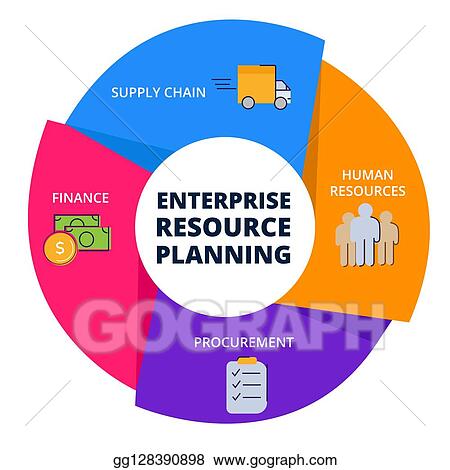 SUPPLY CHAIN
HUMAN
RESOURCES
FINANCE
ENTERPRISE
RESOURCE
PLANNING
$
PROCUREMENT
GoGraph
gg128390898 www.gograph.com